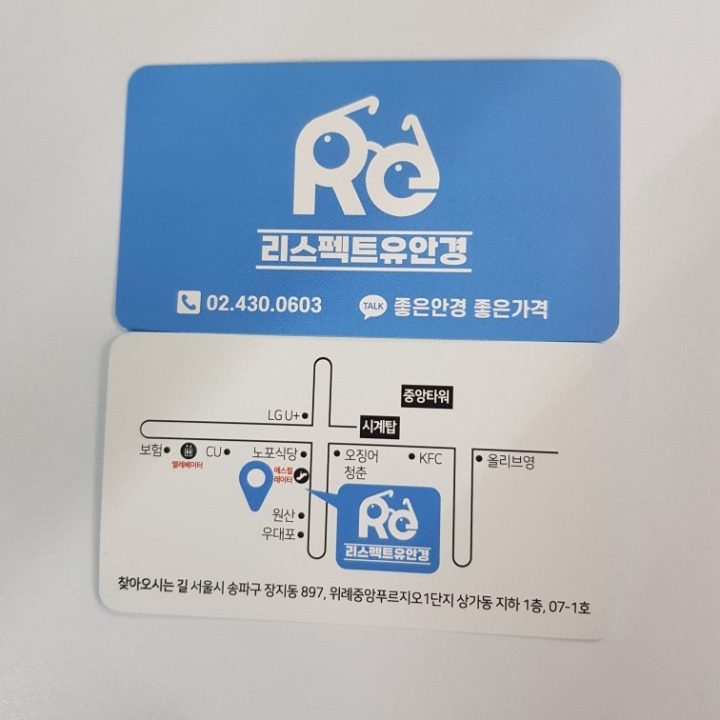 Re
리스펙트유안경
02.430.0603 TALK 좋은안경 좋은가격
중앙타워
LG U+
시계탑
보험 엘레베이터 CU 노포식당 에스컬레이터 오징어 청춘 KFC 올리브영
원산
우대포
Re
리스펙트유안경
찾아오시는 길 서울시 송파구 장지동 897, 위례중앙푸르지오1단지 상가동 지하 1층, 07-1호